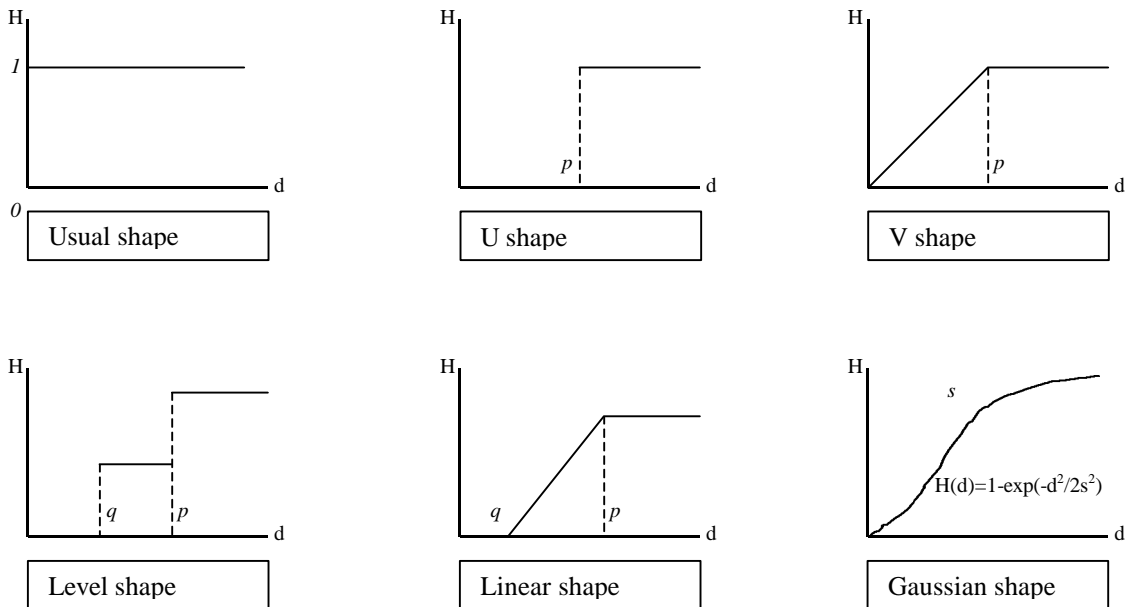 H
1
d
0
Usual shape
H
p
d
U shape
H
p
d
V shape
H
q
p
d
Level shape
H
q
p
d
Linear shape
H
s
H(d)=1-exp(-d²/2s²)
d
Gaussian shape